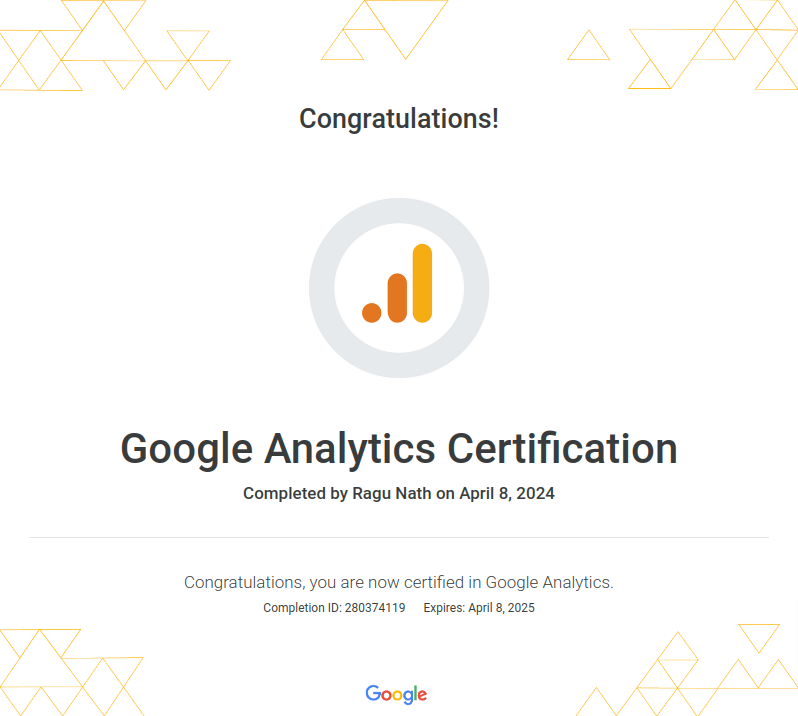 Congratulations!
Google Analytics Certification
Completed by Ragu Nath on April 8, 2024
Congratulations, you are now certified in Google Analytics.
Completion ID: 280374119 Expires: April 8, 2025
Google